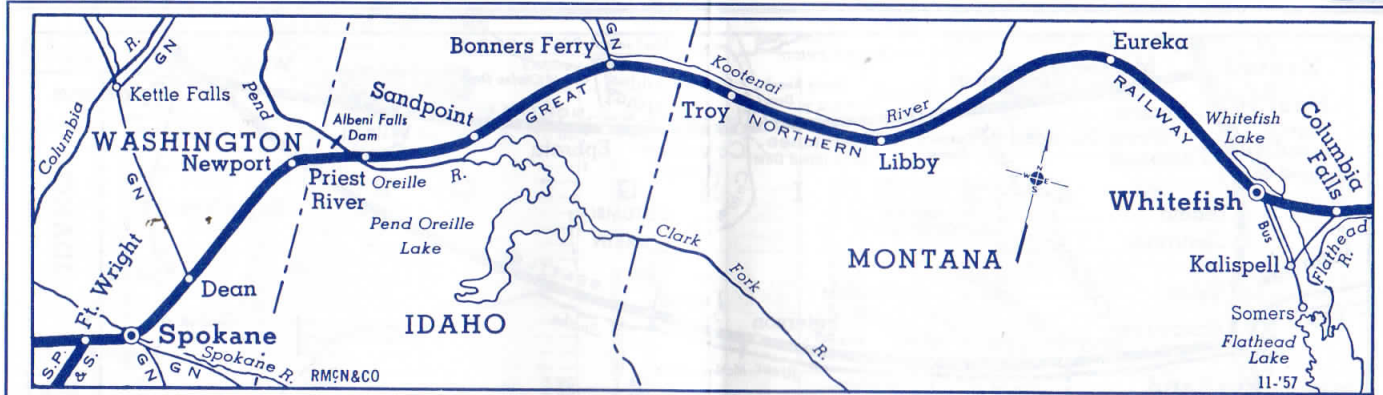 R.
GN
Kettle Falls
Columbia
WASHINGTON
GN
Ft. Wright
Dean
Spokane
S.P.
& S.
GN
GN
Spokane R.
RMCN&CO
Pend
Newport
Albeni Falls
Dam
Priest
River
Oreille
R.
Sandpoint
Pend Oreille
Lake
IDAHO
Bonners Ferry
GN
GREAT
Kootenai
Troy
NORTHERN
River
Libby
Clark
Fork
R.
MONTANA
N
W
E
S
Eureka
RAILWAY
Whitefish
Lake
Whitefish
Columbia
Falls
Bus
Kalispell
Flathead
R.
Somers
Flathead
Lake
11-'57